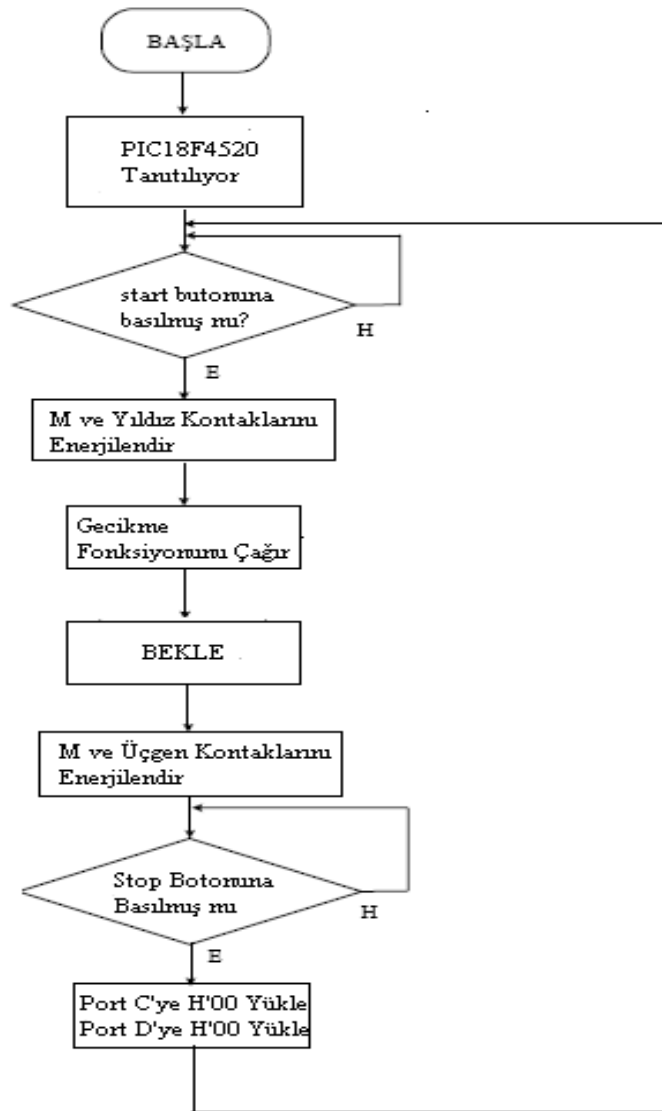 BAŞLA
PIC18F4520
Tanıtılıyor
start butonuna
basılmış mı?
H
E
M ve Yıldız Kontaklarını
Enerjilendir
Gecikme
Fonksiyonunu Çağır
BEKLE
M ve Üçgen Kontaklarını
Enerjilendir
Stop Botonuna
Basılmış mı
H
E
Port C'ye H'00 Yükle
Port D'ye H'00 Yükle